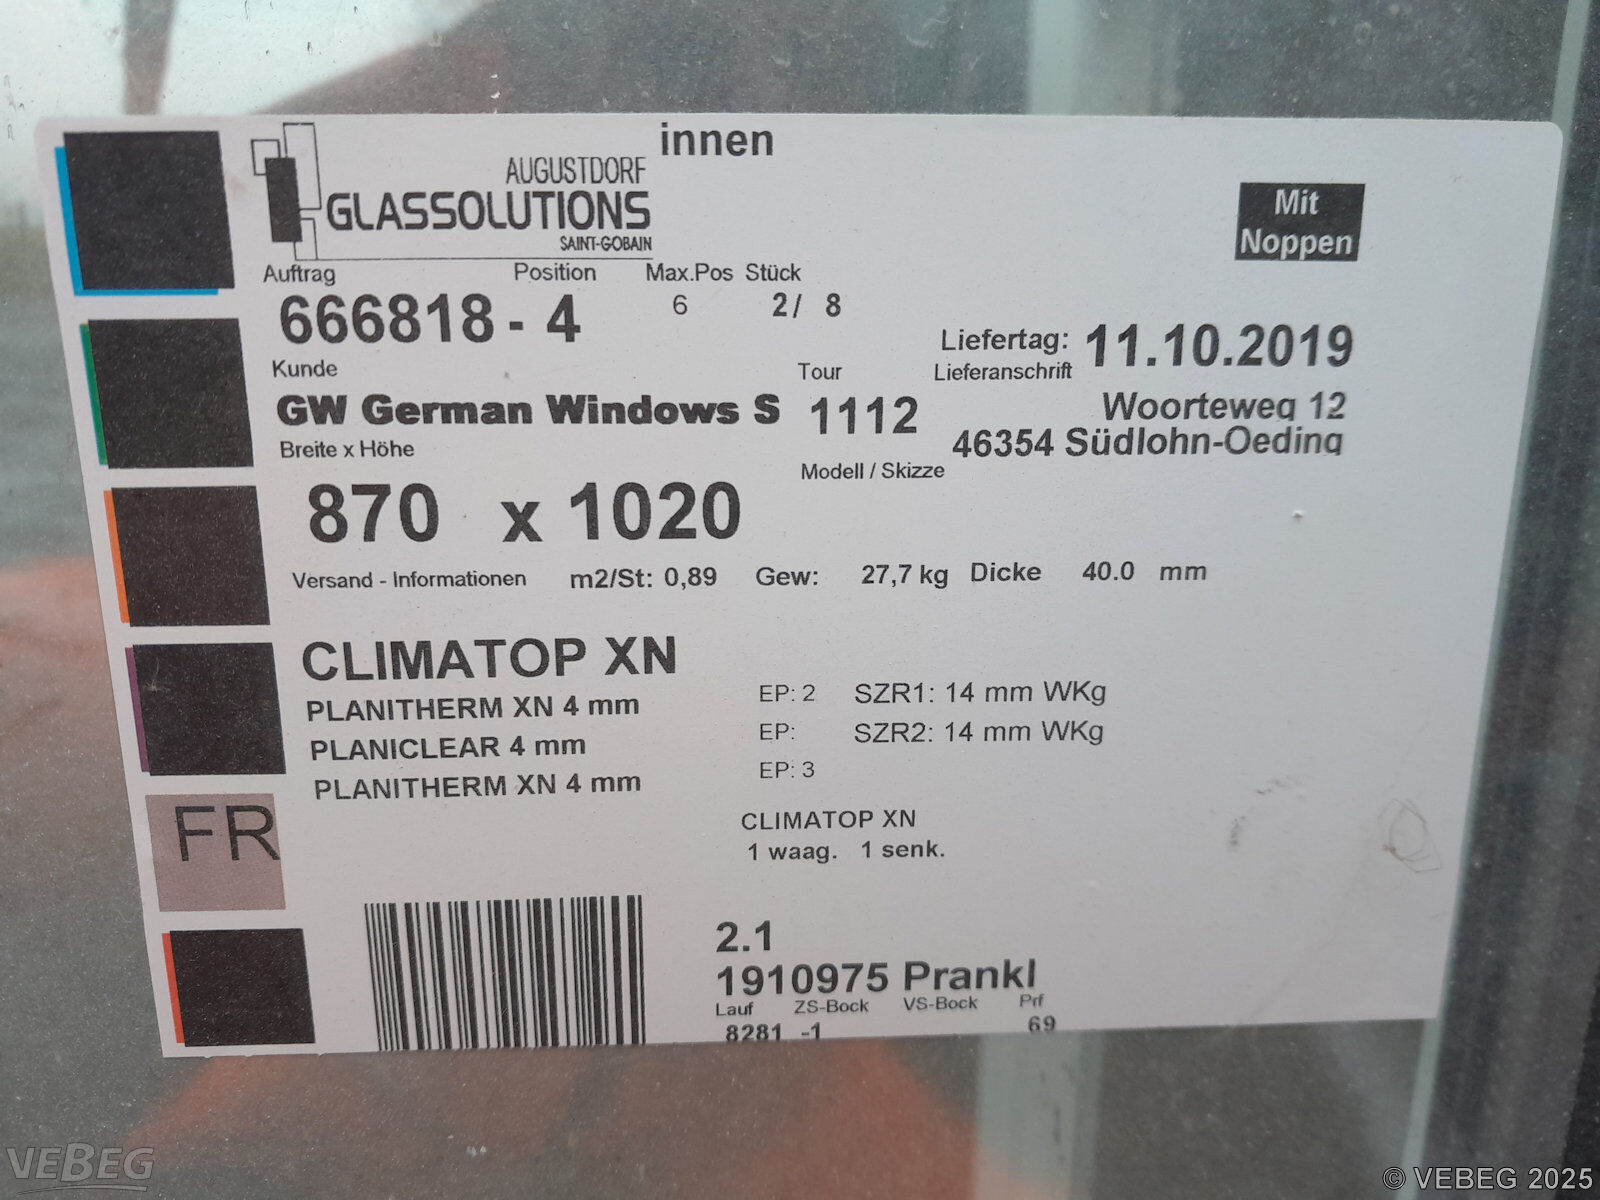 innen
AUGUSTDORF
GLASSOLUTIONS
SAINT-GOBAIN
Mit
Noppen
Auftrag Position Max.Pos Stück
666818 - 4 6 2/ 8
Liefertag: 11.10.2019
Kunde Tour Lieferanschrift
GW German Windows S 1112 Woorteweg 12
46354 Südlohn-Oeding
Breite x Höhe Modell / Skizze
870 x 1020
Versand - Informationen m2/St: 0,89 Gew: 27,7 kg Dicke 40.0 mm
CLIMATOP XN
PLANITHERM XN 4 mm EP: 2 SZR1: 14 mm WKg
PLANICLEAR 4 mm EP: SZR2: 14 mm WKg
PLANITHERM XN 4 mm EP: 3
CLIMATOP XN
1 waag. 1 senk.
FR
2.1
1910975 Prankl
Lauf ZS-Bock VS-Bock Prf
8281 -1 69
VEBEG
© VEBEG 2025